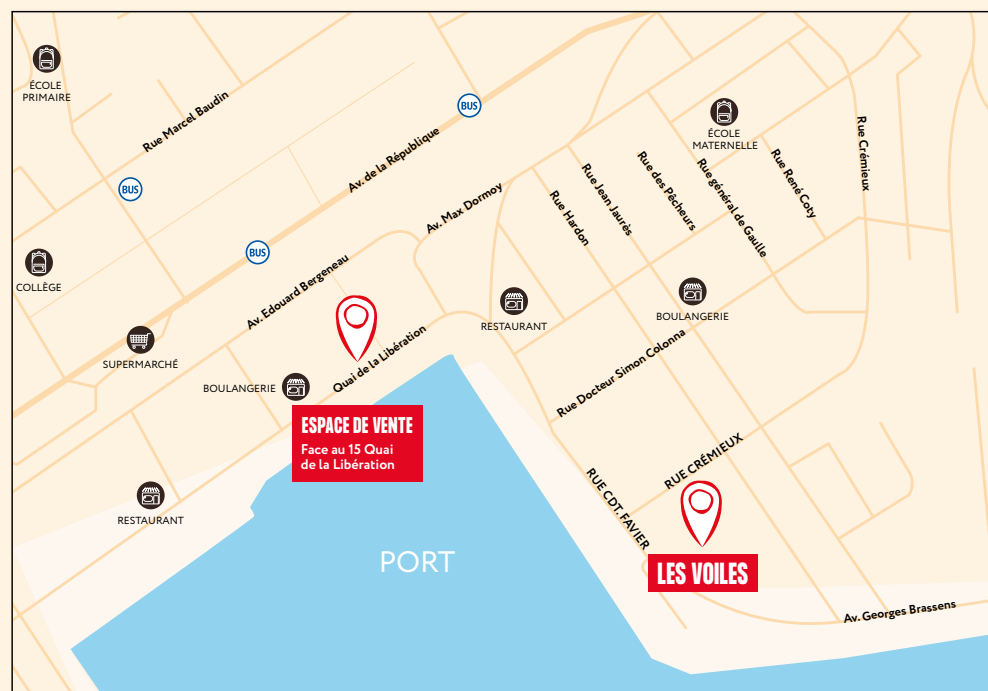 ÉCOLE
PRIMAIRE
Rue Marcel Baudin
BUS
Av. de la République
ÉCOLE
MATERNELLE
Rue Crémieux
BUS
Rue Hardon
Rue Jean Jaurès
Rue des Pêcheurs
Rue général de Gaulle
Rue René Coty
Av. Max Dormoy
BUS
COLLÈGE
Av. Edouard Bergeneau
SUPERMARCHÉ
RESTAURANT
BOULANGERIE
Quai de la Libération
BOULANGERIE
Rue Docteur Simon Colonna
ESPACE DE VENTE
Face au 15 Quai
de la Libération
RUE CRÉMIEUX
RUE CDT. FAVIER
RESTAURANT
PORT
LES VOILES
Av. Georges Brassens